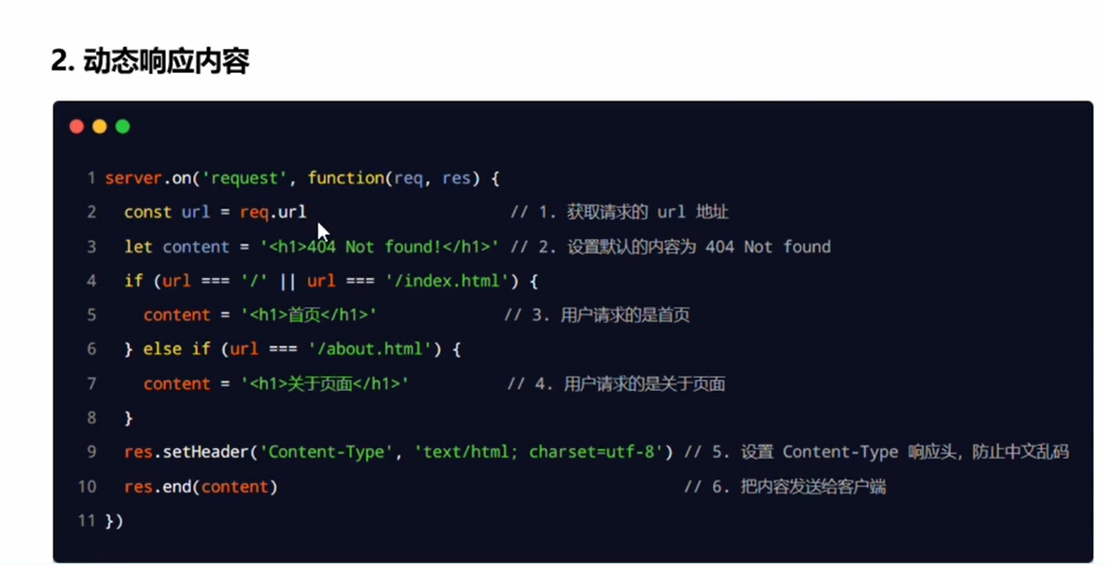 2. 动态响应内容
1 server.on('request', function(req, res) {
2 const url = req.url // 1. 获取请求的 url 地址
3 let content = '<h1>404 Not found!</h1>' // 2. 设置默认的内容为 404 Not found
4 if (url === '/' || url === '/index.html') {
5 content = '<h1>首页</h1>' // 3. 用户请求的是首页
6 } else if (url === '/about.html') {
7 content = '<h1>关于页面</h1>' // 4. 用户请求的是关于页面
8 }
9 res.setHeader('Content-Type', 'text/html; charset=utf-8') // 5. 设置 Content-Type 响应头，防止中文乱码
10 res.end(content) // 6. 把内容发送给客户端
11 })